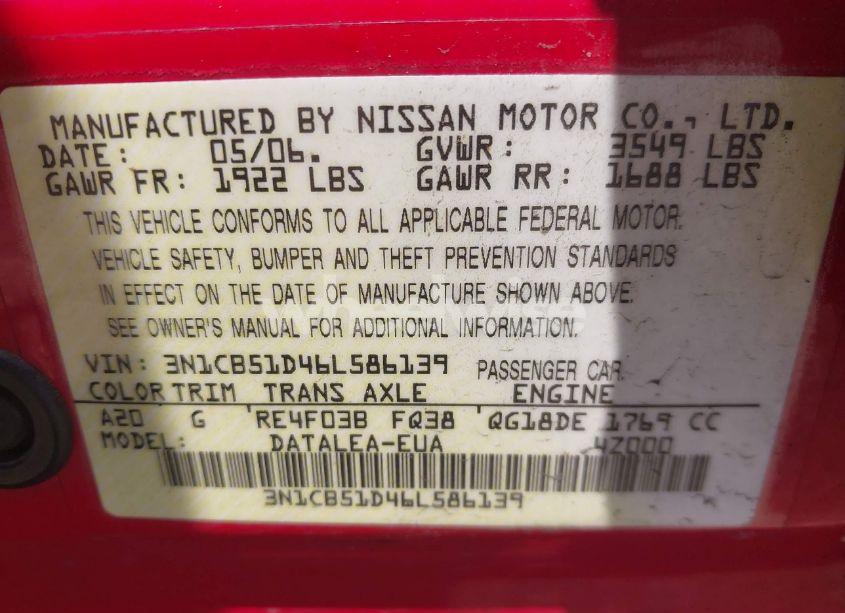 MANUFACTURED BY NISSAN MOTOR CO., LTD.
DATE: 05/06. GVWR: 3549 LBS
GAWR FR: 1922 LBS GAWR RR: 1688 LBS
THIS VEHICLE CONFORMS TO ALL APPLICABLE FEDERAL MOTOR
VEHICLE SAFETY, BUMPER AND THEFT PREVENTION STANDARDS
IN EFFECT ON THE DATE OF MANUFACTURE SHOWN ABOVE.
SEE OWNER'S MANUAL FOR ADDITIONAL INFORMATION.
VIN: 3N1CB51D46L586139 PASSENGER CAR
COLOR TRIM TRANS AXLE ENGINE
A20 G RE4F03B FQ38 QG18DE 1769 CC
MODEL: DATALEA-EUA 4Z000
3N1CB51D46L586139